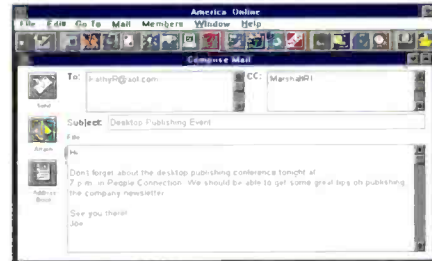 America Online
File Edit Go To Mail Members Window Help
Compose Mail
To: KathyR@aol.com CC: MarshallR1
Send
Subject: Desktop Publishing Event
File
Attach
Hi,
Don't forget about the desktop publishing conference tonight at
7 p.m. in People Connection. We should be able to get some great tips on publishing
the company newsletter.
Address
Book
See you there!
Joe